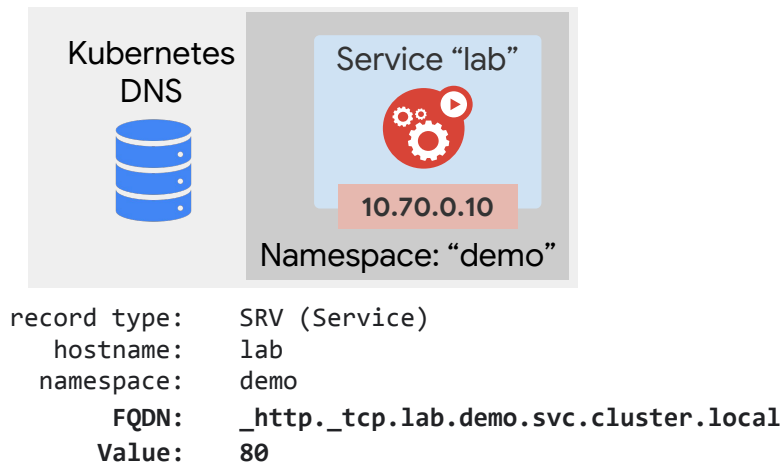 Kubernetes
DNS
Service “lab”
10.70.0.10
Namespace: “demo”
record type: SRV (Service)
hostname: lab
namespace: demo
FQDN: _http._tcp.lab.demo.svc.cluster.local
Value: 80